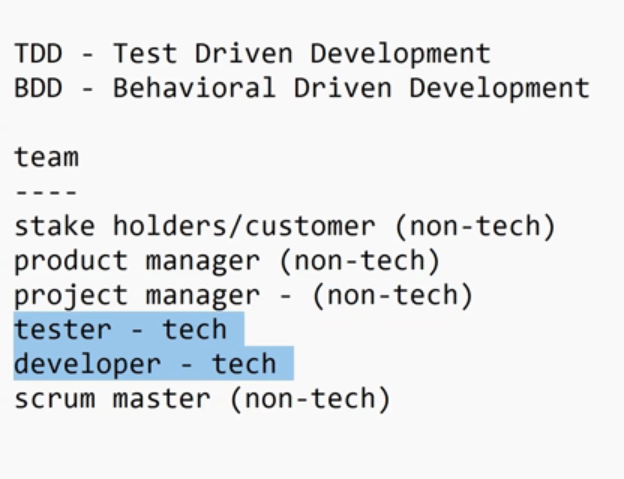 TDD - Test Driven Development
BDD - Behavioral Driven Development
team
----
stake holders/customer (non-tech)
product manager (non-tech)
project manager - (non-tech)
tester - tech
developer - tech
scrum master (non-tech)